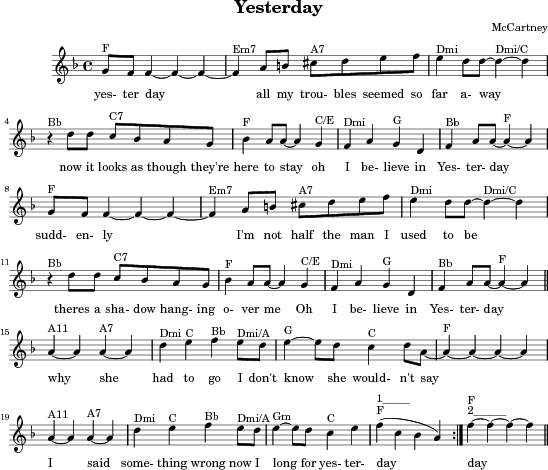 Yesterday
McCartney
F Em7 A7 Dmi Dmi/C
yes- ter day all my trou- bles seemed so far a- way
4
Bb C7 F C/E Dmi G Bb F
now it looks as though they're here to stay oh I be- lieve in Yes- ter- day
8
F Em7 A7 Dmi Dmi/C
sudd- en- ly I'm not half the man I used to be
11
Bb C7 F C/E Dmi G Bb F
theres a sha- dow hang- ing o- ver me Oh I be- lieve in Yes- ter- day
15
A11 A7 Dmi C Bb Dmi/A G C F
why she had to go I don't know she would- n't say
1____
19
A11 A7 Dmi C Bb Dmi/A Gm C F F
2
I said some- thing wrong now I long for yes- ter- day day